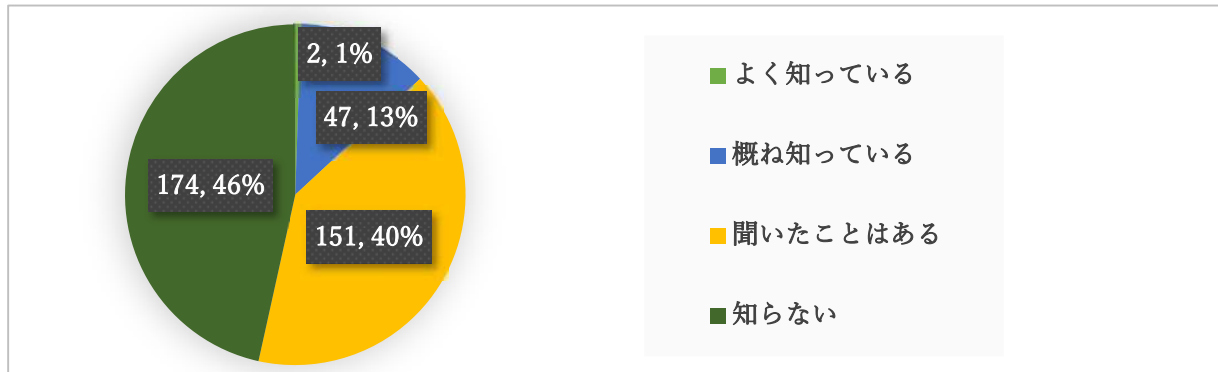 2, 1%
47, 13%
174, 46%
151, 40%
よく知っている
概ね知っている
聞いたことはある
知らない